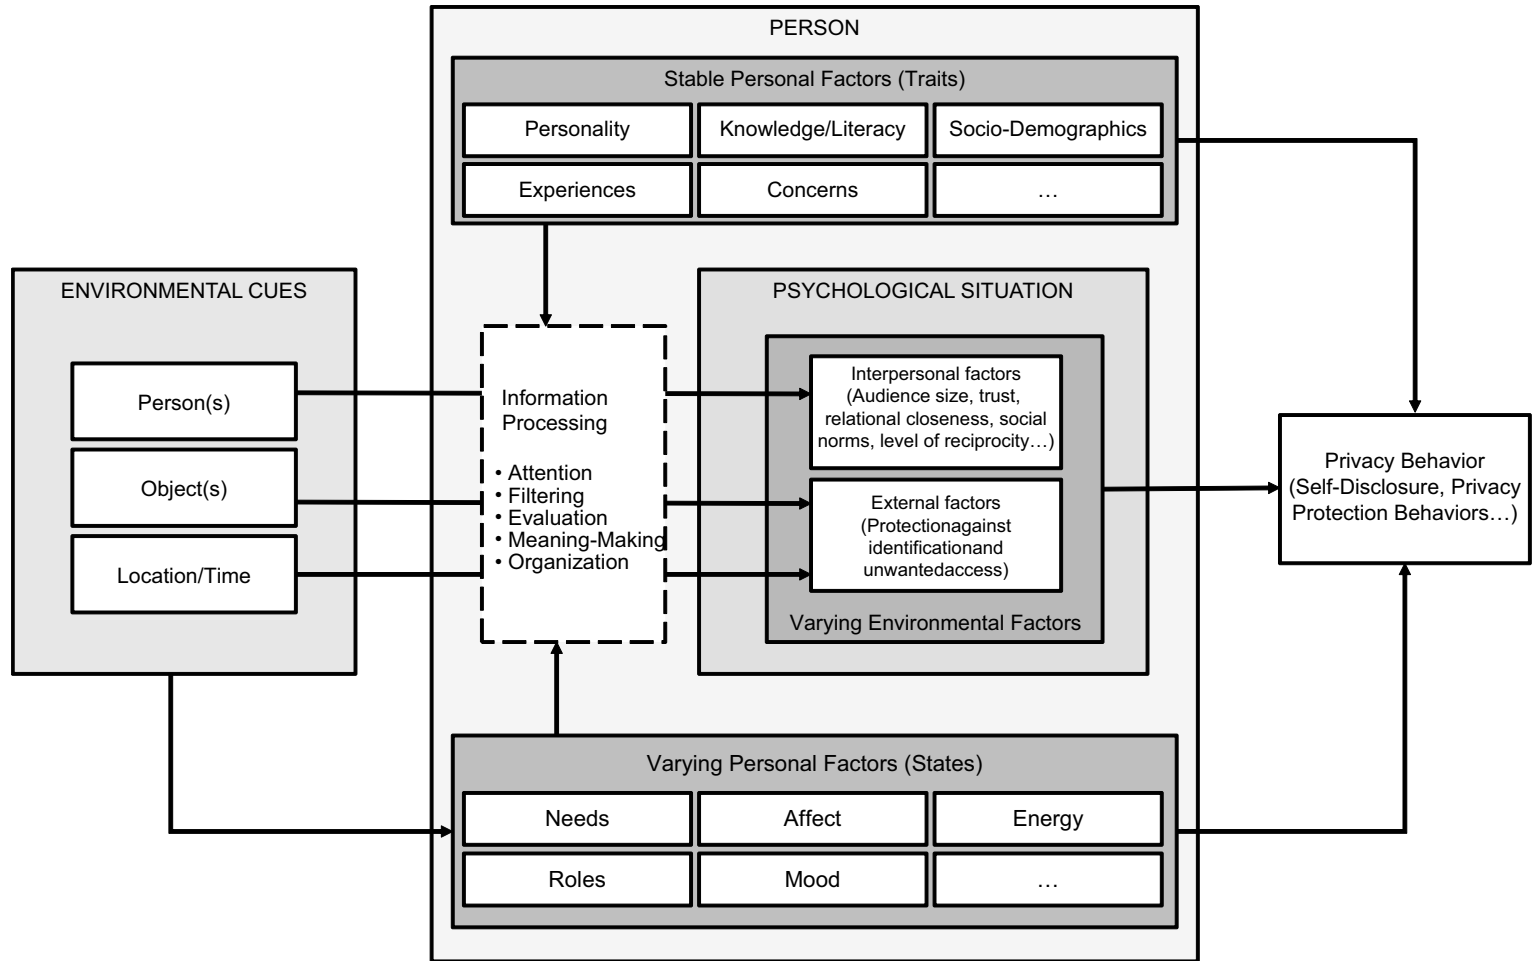 PERSON
Stable Personal Factors (Traits)
Personality
Knowledge/Literacy
Socio-Demographics
Experiences
Concerns
…
ENVIRONMENTAL CUES
Person(s)
Object(s)
Location/Time
Information
Processing
• Attention
• Filtering
• Evaluation
• Meaning-Making
• Organization
PSYCHOLOGICAL SITUATION
Interpersonal factors
(Audience size, trust,
relational closeness, social
norms, level of reciprocity…)
External factors
(Protectionagainst
identificationand
unwantedaccess)
Varying Environmental Factors
Privacy Behavior
(Self-Disclosure, Privacy
Protection Behaviors…)
Varying Personal Factors (States)
Needs
Affect
Energy
Roles
Mood
…